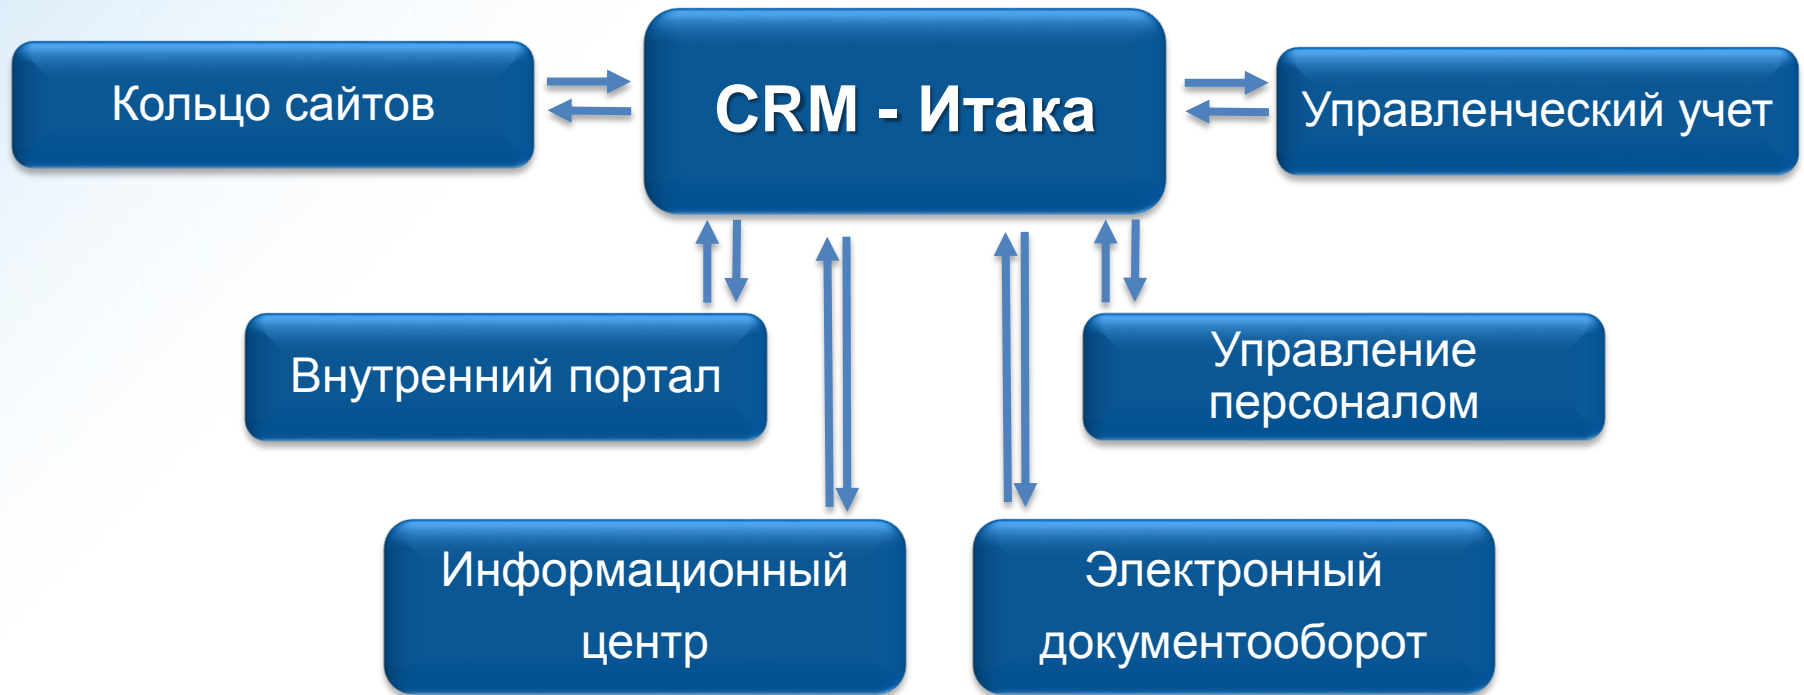 Кольцо сайтов
CRM - Итака
Управленческий учет
Внутренний портал
Управление
персоналом
Информационный
центр
Электронный
документооборот